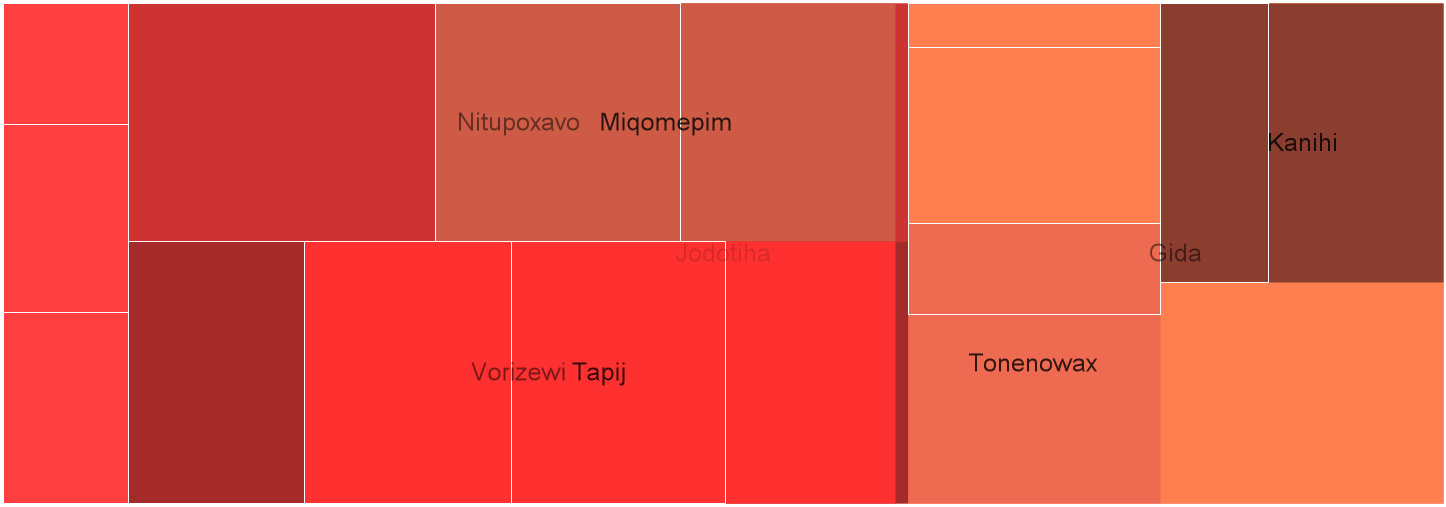 Nitupoxavo Miqomepim
Kanihi
Jodotiha
Gida
Tonenowax
Vorizewi Tapij